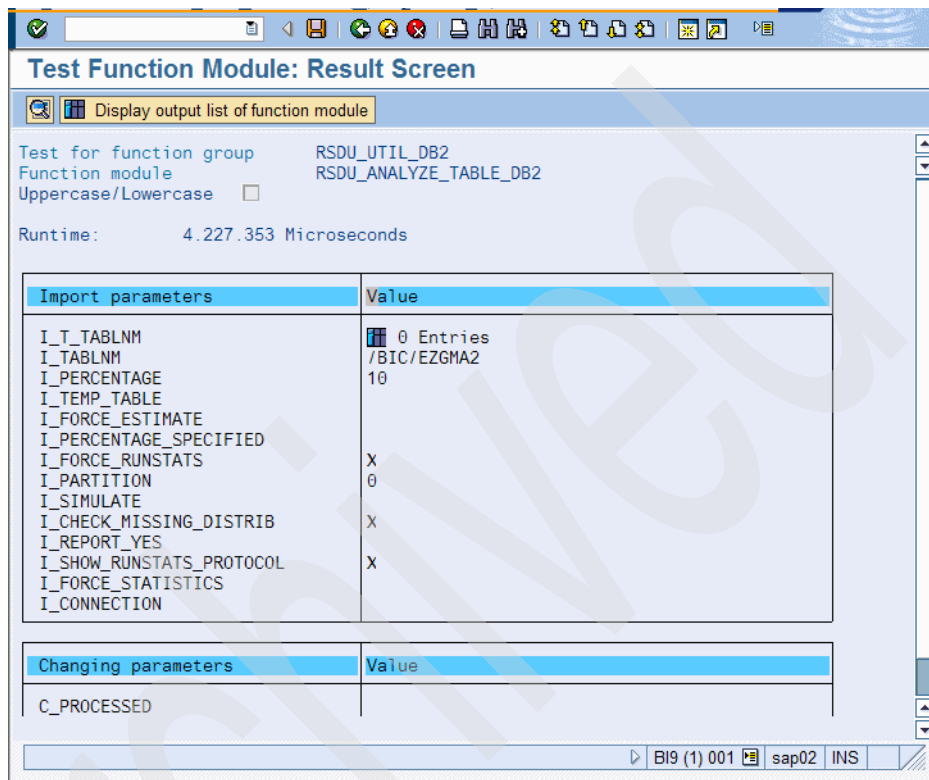 Test Function Module: Result Screen
Display output list of function module
Test for function group RSDU_UTIL_DB2
Function module RSDU_ANALYZE_TABLE_DB2
Uppercase/Lowercase
Runtime: 4.227.353 Microseconds
Import parameters Value
I_T_TABLNM 0 Entries
I_TABLNM /BIC/EZGMA2
I_PERCENTAGE 10
I_TEMP_TABLE
I_FORCE_ESTIMATE
I_PERCENTAGE_SPECIFIED
I_FORCE_RUNSTATS X
I_PARTITION 0
I_SIMULATE
I_CHECK_MISSING_DISTRIB X
I_REPORT_YES
I_SHOW_RUNSTATS_PROTOCOL X
I_FORCE_STATISTICS
I_CONNECTION
Changing parameters Value
C_PROCESSED
BI9 (1) 001 sap02 INS